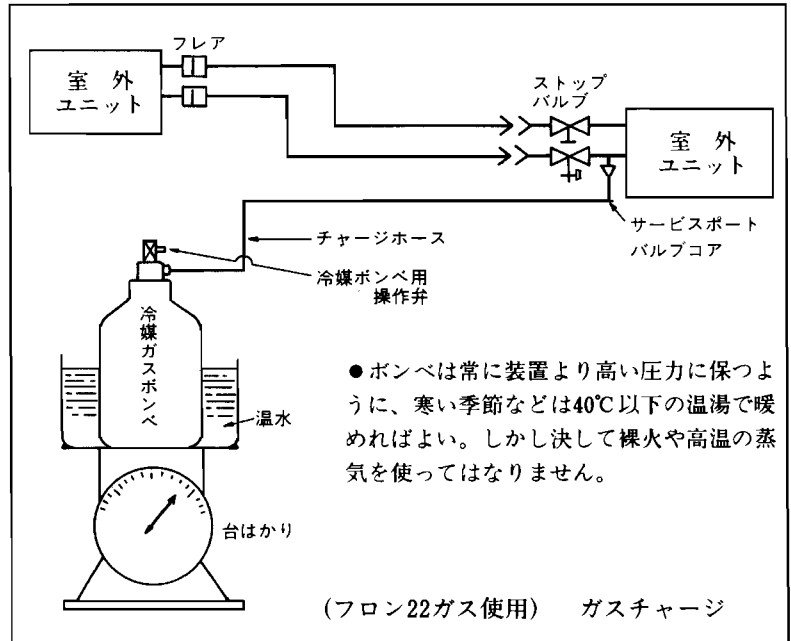 フレア
室外
ユニット
ストップ
バルブ
室外
ユニット
サービスポート
バルブコア
チャージホース
冷媒ボンベ用
操作弁
冷媒ガスボンベ
●ボンベは常に装置より高い圧力に保つよ
うに、寒い季節などは40℃以下の温湯で暖
めればよい。しかし決して裸火や高温の蒸
気を使ってはなりません。
温水
台はかり
(フロン22ガス使用) ガスチャージ